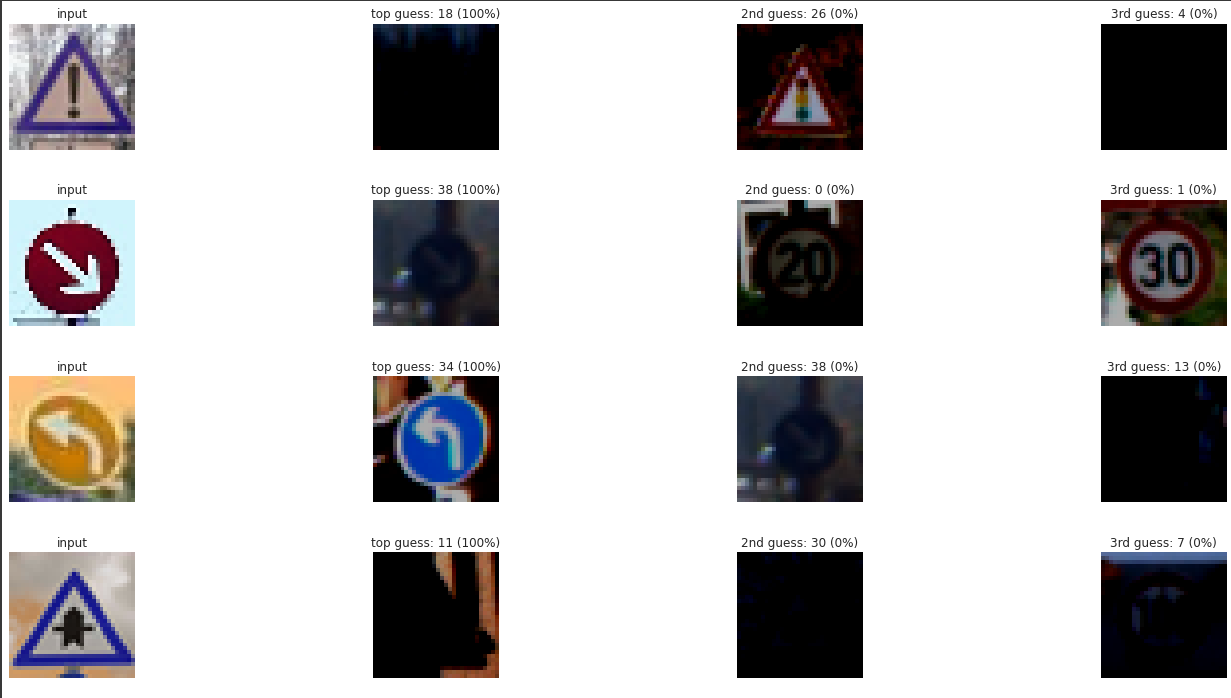 input
top guess: 18 (100%)
2nd guess: 26 (0%)
3rd guess: 4 (0%)
input
top guess: 38 (100%)
2nd guess: 0 (0%)
3rd guess: 1 (0%)
20
30
input
top guess: 34 (100%)
2nd guess: 38 (0%)
3rd guess: 13 (0%)
input
top guess: 11 (100%)
2nd guess: 30 (0%)
3rd guess: 7 (0%)